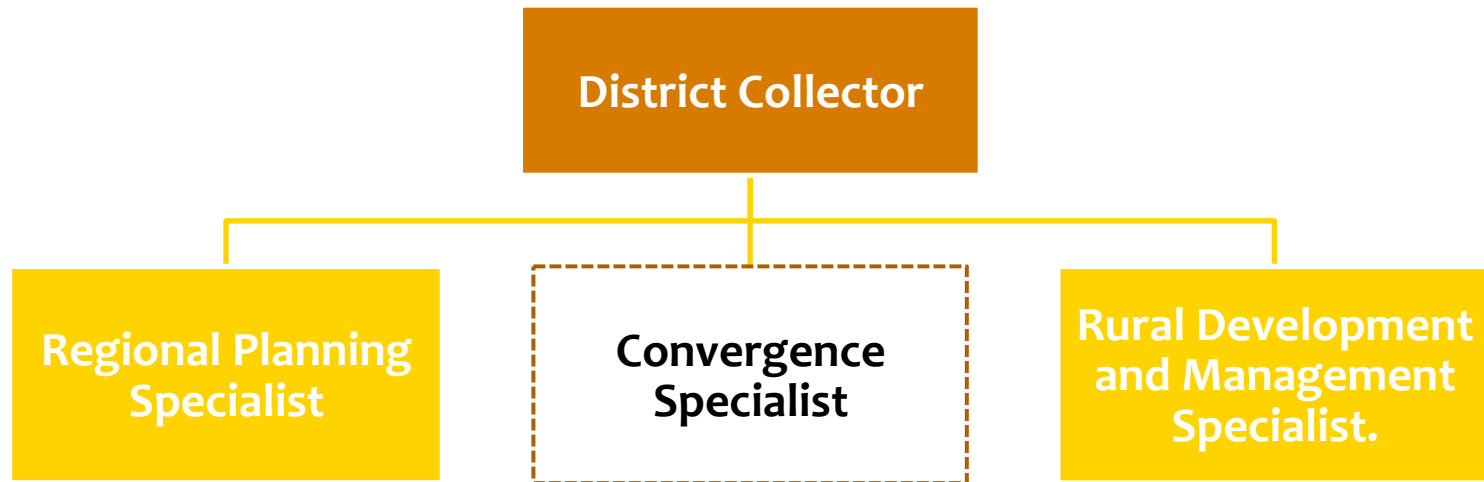 District Collector
Regional Planning
Specialist
Convergence
Specialist
Rural Development
and Management
Specialist.